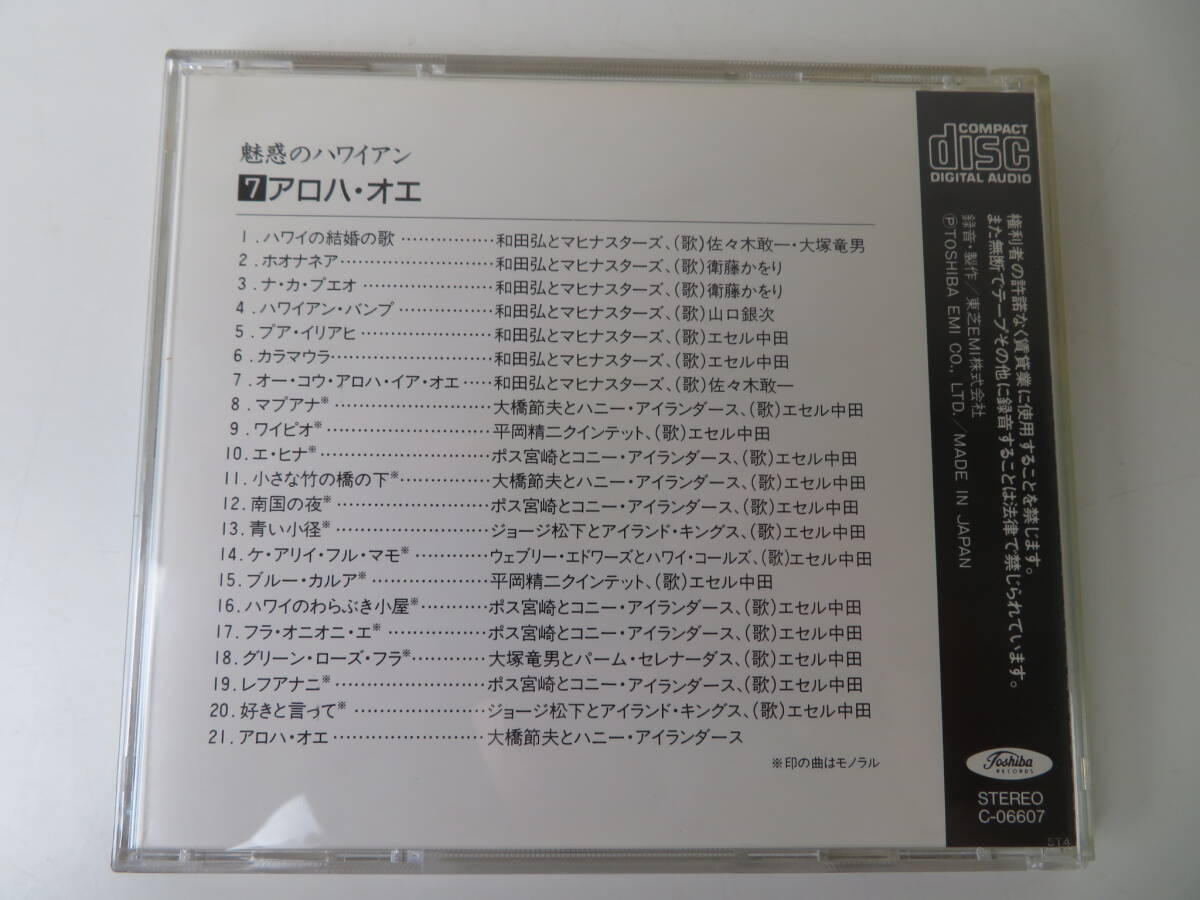 魅惑のハワイアン
7アロハ・オエ
1.ハワイの結婚の歌………………和田弘とマヒナスターズ、(歌)佐々木敢一・大塚竜男
2.ホオナネア……………………和田弘とマヒナスターズ、(歌)衛藤かをり
3.ナ・カ・プエオ…………………和田弘とマヒナスターズ、(歌)衛藤かをり
4.ハワイアン・バンプ……………和田弘とマヒナスターズ、(歌)山口銀次
5.プア・イリアヒ…………………和田弘とマヒナスターズ、(歌)エセル中田
6.カラマウラ……………………和田弘とマヒナスターズ、(歌)エセル中田
7.オー・コウ・アロハ・イア・オエ……和田弘とマヒナスターズ、(歌)佐々木敢一
8.マプアナ※……………………大橋節夫とハニー・アイランダース、(歌)エセル中田
9.ワイピオ※……………………平岡精二クインテット、(歌)エセル中田
10.エ・ヒナ※……………………ポス宮崎とコニー・アイランダース、(歌)エセル中田
11.小さな竹の橋の下※…………大橋節夫とハニー・アイランダース、(歌)エセル中田
12.南国の夜※……………………ポス宮崎とコニー・アイランダース、(歌)エセル中田
13.青い小径※……………………ジョージ松下とアイランド・キングス、(歌)エセル中田
14.ケ・アリイ・フル・マモ※………ウェブリー・エドワーズとハワイ・コールズ、(歌)エセル中田
15.ブルー・カルア※………………平岡精二クインテット、(歌)エセル中田
16.ハワイのわらぶき小屋※………ポス宮崎とコニー・アイランダース、(歌)エセル中田
17.フラ・オニオニ・エ※……………ポス宮崎とコニー・アイランダース、(歌)エセル中田
18.グリーン・ローズ・フラ※…………大塚竜男とパーム・セレナーダス、(歌)エセル中田
19.レフアナニ※……………………ポス宮崎とコニー・アイランダース、(歌)エセル中田
20.好きと言って※…………………ジョージ松下とアイランド・キングス、(歌)エセル中田
21.アロハ・オエ……………………大橋節夫とハニー・アイランダース
※印の曲はモノラル
COMPACT
disc
DIGITAL AUDIO
権利者の許諾なく賃貸業に使用することを禁じます。
また無断でテープその他に録音することは法律で禁じられています。
録音・製作／東芝EMI株式会社
ⓅTOSHIBA EMI CO., LTD.／MADE IN JAPAN
Toshiba
RECORDS
STEREO
C-06607
5T4